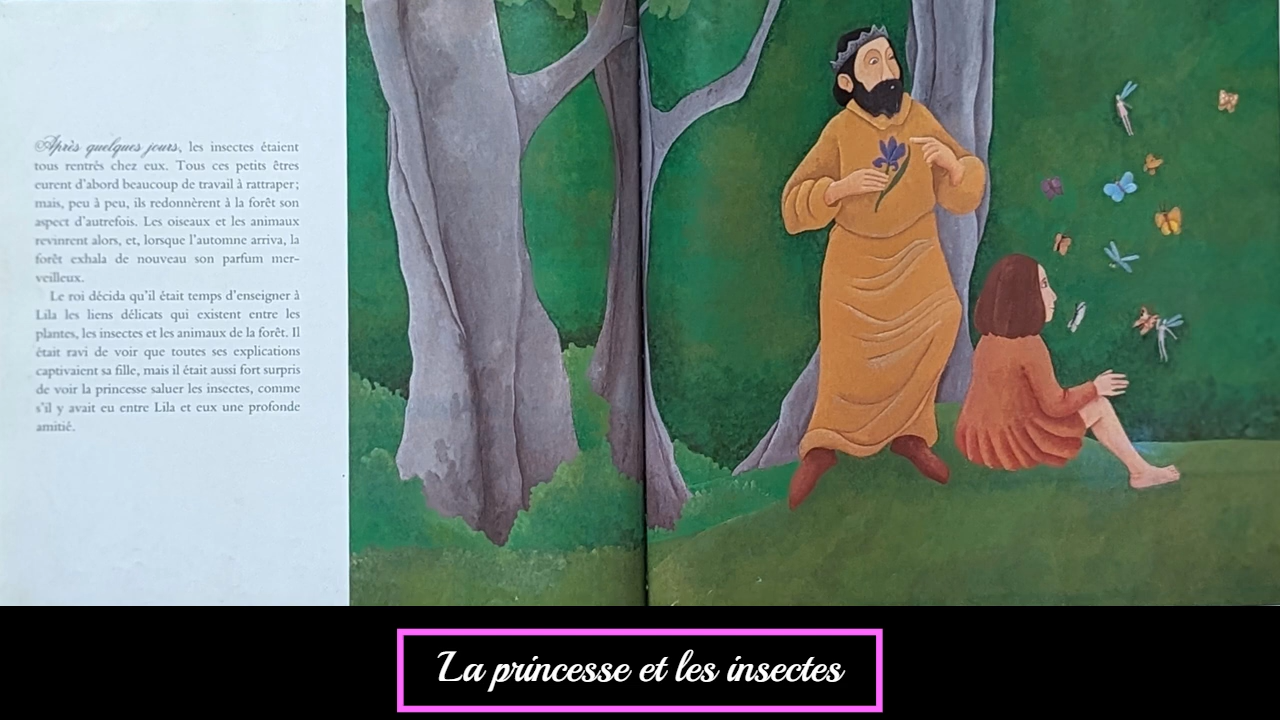 Après quelques jours, les insectes étaient
tous rentrés chez eux. Tous ces petits êtres
eurent d'abord beaucoup de travail à rattraper;
mais, peu à peu, ils redonnèrent à la forêt son
aspect d'autrefois. Les oiseaux et les animaux
revinrent alors, et, lorsque l'automne arriva, la
forêt exhala de nouveau son parfum mer-
veilleux.
Le roi décida qu'il était temps d'enseigner à
Lila les liens délicats qui existent entre les
plantes, les insectes et les animaux de la forêt. Il
était ravi de voir que toutes ses explications
captivaient sa fille, mais il était aussi fort surpris
de voir la princesse saluer les insectes, comme
s'il y avait eu entre Lila et eux une profonde
amitié.
La princesse et les insectes